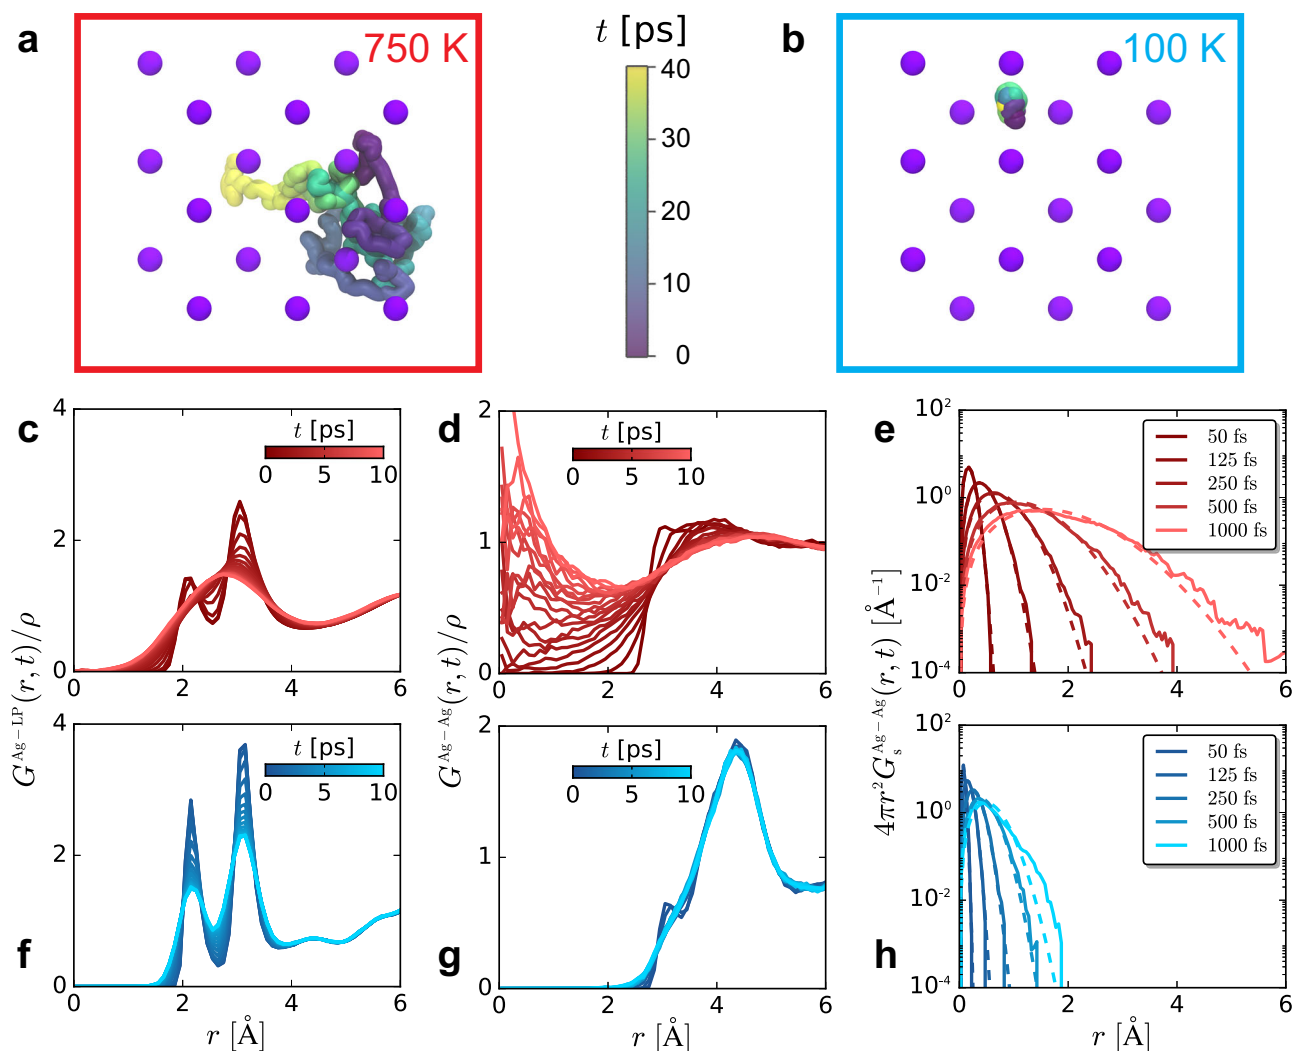 a
750 K
t [ps]
40
30
20
10
0
b
100 K
c
4
2
0
t [ps]
0 5 10
0 2 4 6
d
2
1
0
t [ps]
0 5 10
r [Å]
0 2 4 6
e
10² 
10⁰
10⁻²
10⁻⁴
50 fs
125 fs
250 fs
500 fs
1000 fs
0 2 4 6
G^{Ag−LP}(r, t)/ρ
G^{Ag−Ag}(r, t)/ρ
4πr²G_s^{Ag−Ag}(r, t) [Å⁻¹]
f
4
2
0
t [ps]
0 5 10
0 2 4 6
r [Å]
g
2
1
0
t [ps]
0 5 10
0 2 4 6
r [Å]
h
10²
10⁰
10⁻²
10⁻⁴
50 fs
125 fs
250 fs
500 fs
1000 fs
0 2 4 6
r [Å]